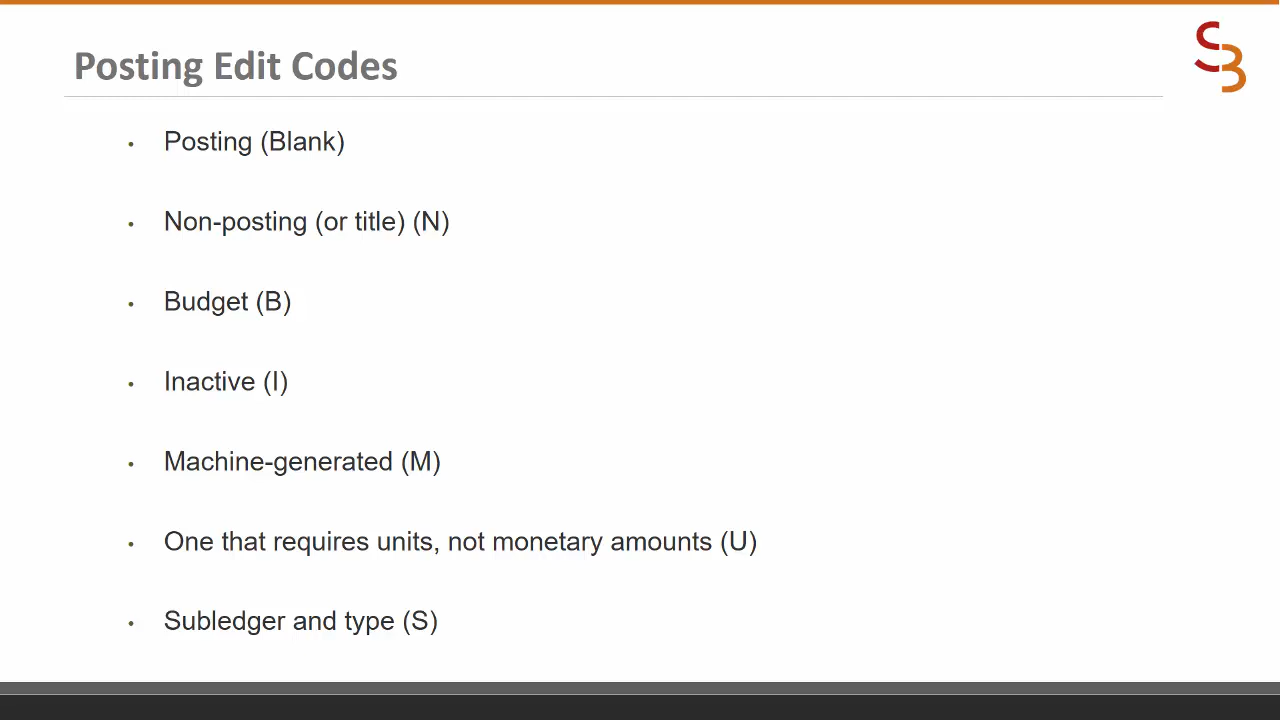 Posting Edit Codes
SB
• Posting (Blank)
• Non-posting (or title) (N)
• Budget (B)
• Inactive (I)
• Machine-generated (M)
• One that requires units, not monetary amounts (U)
• Subledger and type (S)